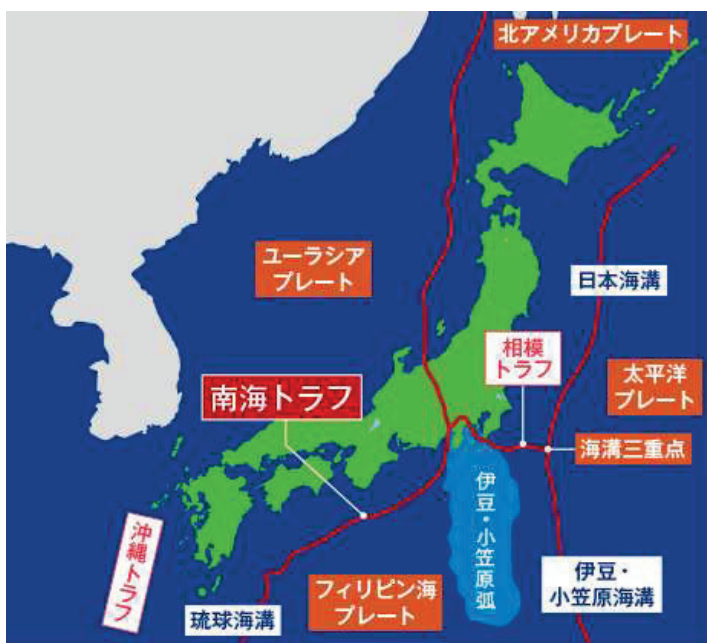 北アメリカプレート
ユーラシア
プレート
日本海溝
相模
トラフ
太平洋
プレート
南海トラフ
海溝三重点
伊豆・小笠原弧
沖縄トラフ
伊豆・
小笠原海溝
フィリピン海
プレート
琉球海溝